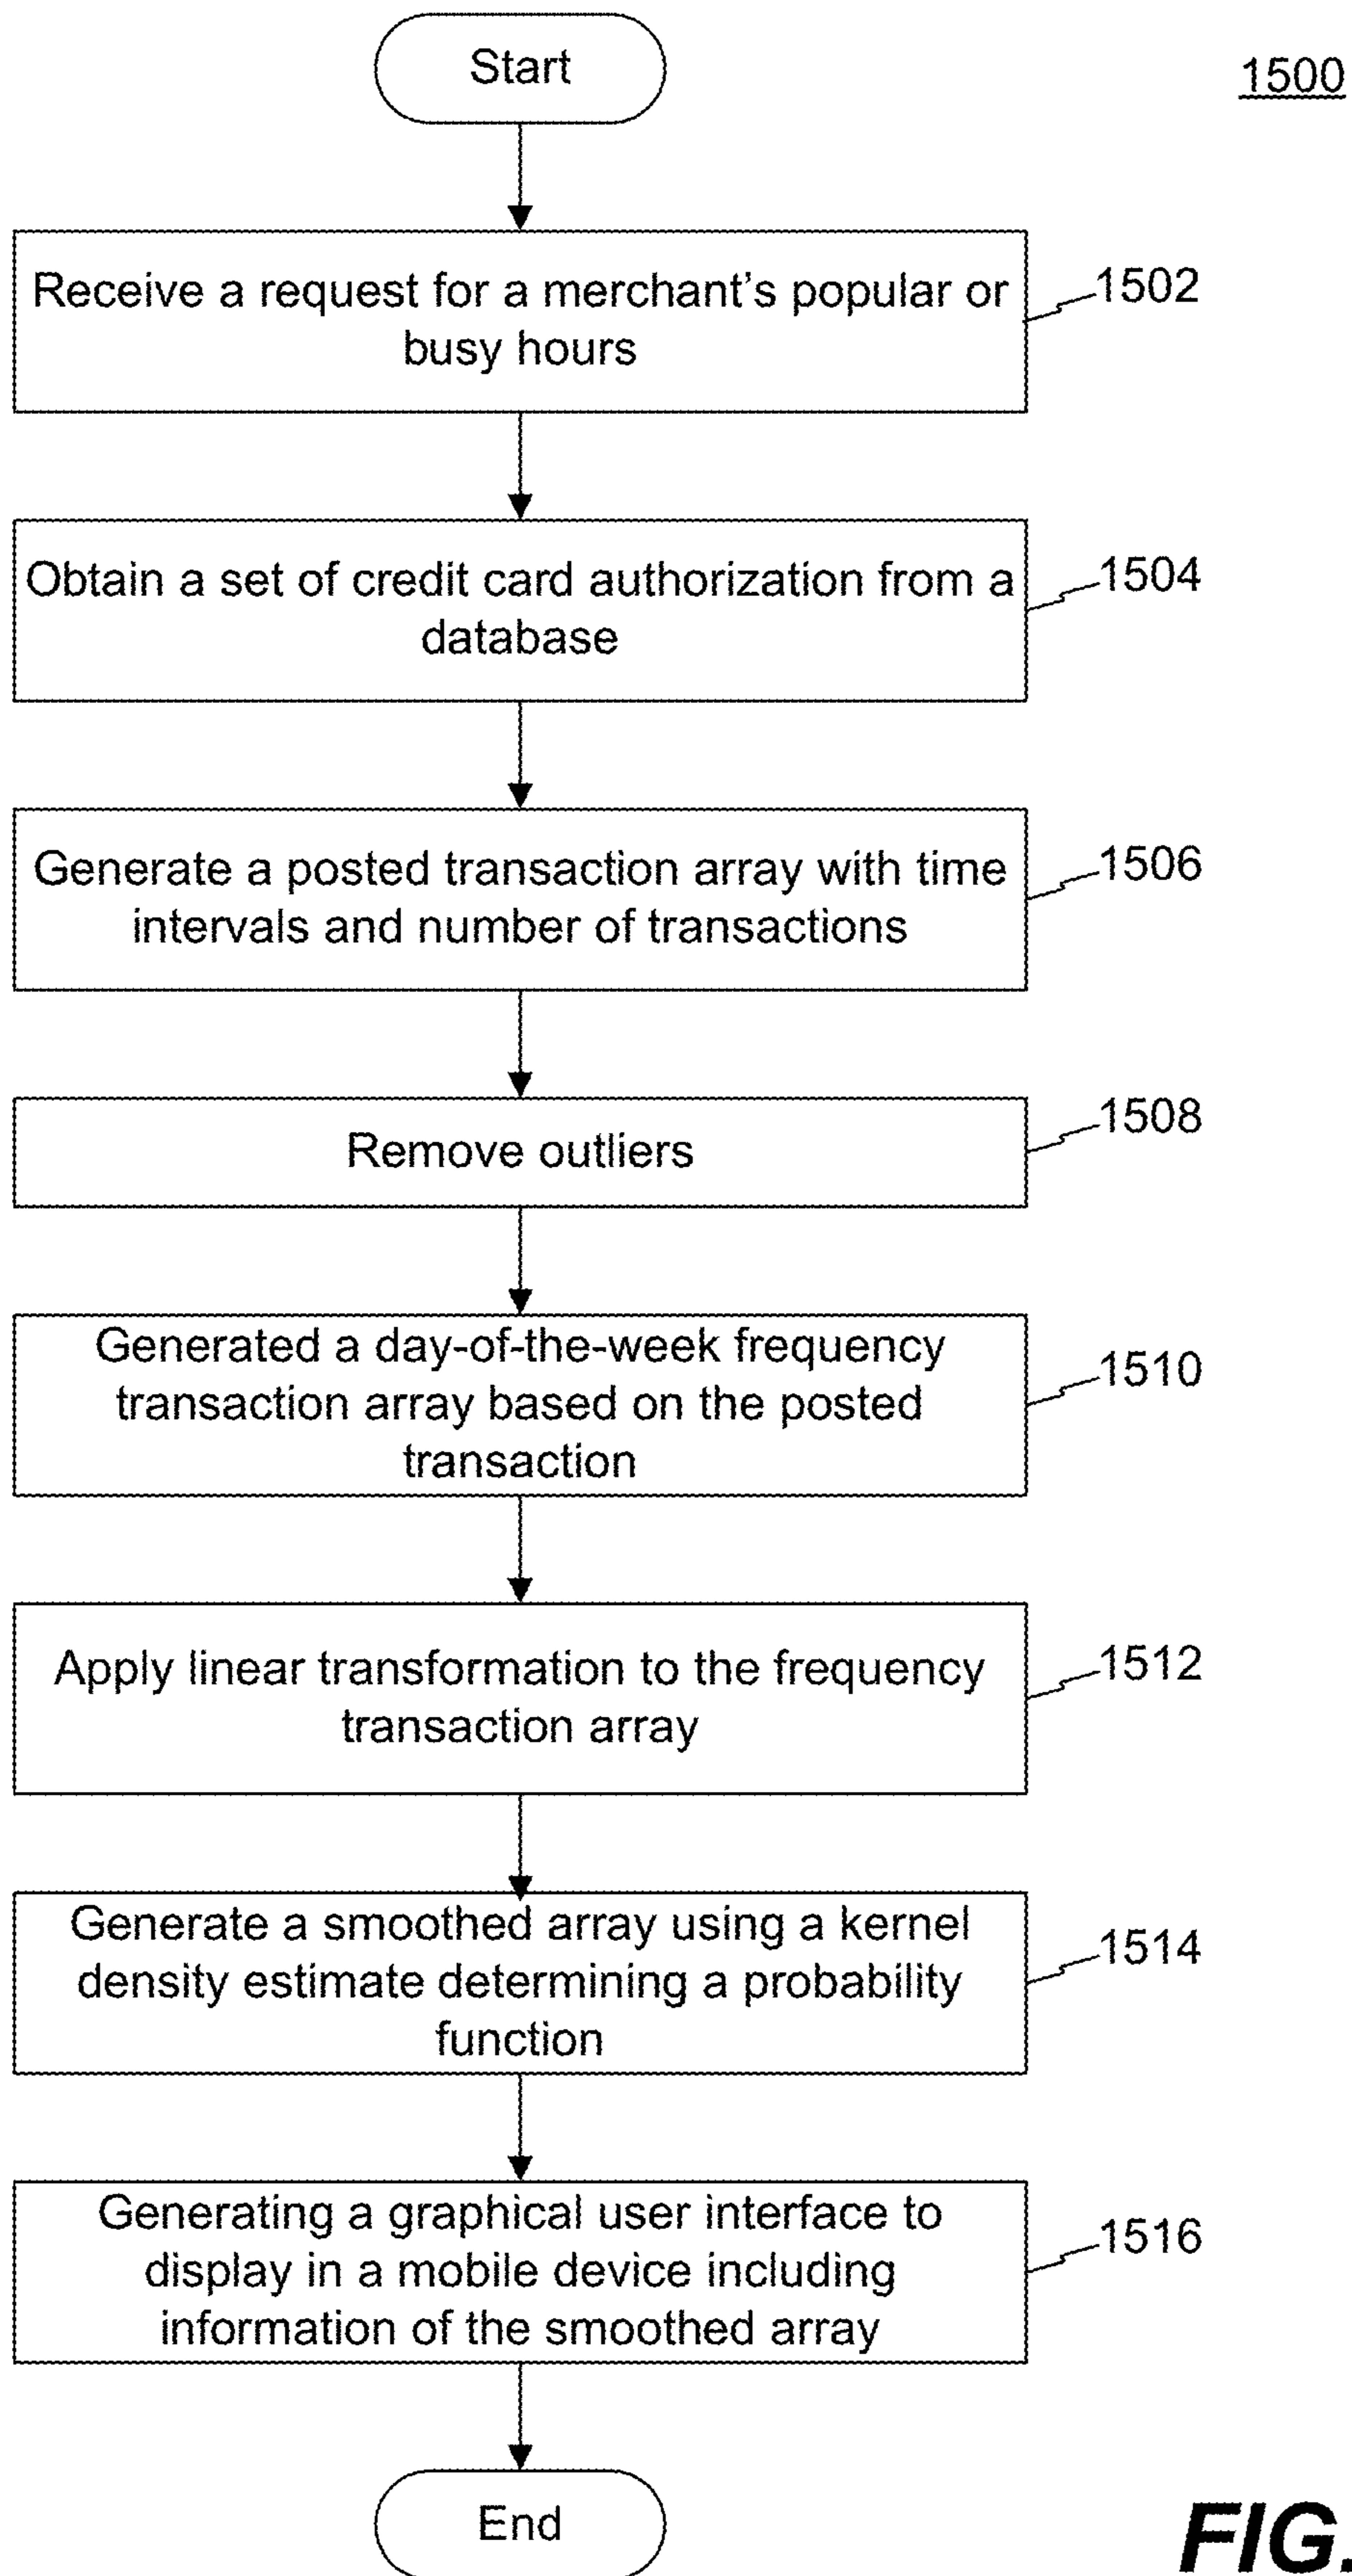 Start
1500
Receive a request for a merchant's popular or
busy hours
1502
Obtain a set of credit card authorization from a
database
1504
Generate a posted transaction array with time
intervals and number of transactions
1506
Remove outliers
1508
Generated a day-of-the-week frequency
transaction array based on the posted
transaction
1510
Apply linear transformation to the frequency
transaction array
1512
Generate a smoothed array using a kernel
density estimate determining a probability
function
1514
Generating a graphical user interface to
display in a mobile device including
information of the smoothed array
1516
End
FIG.